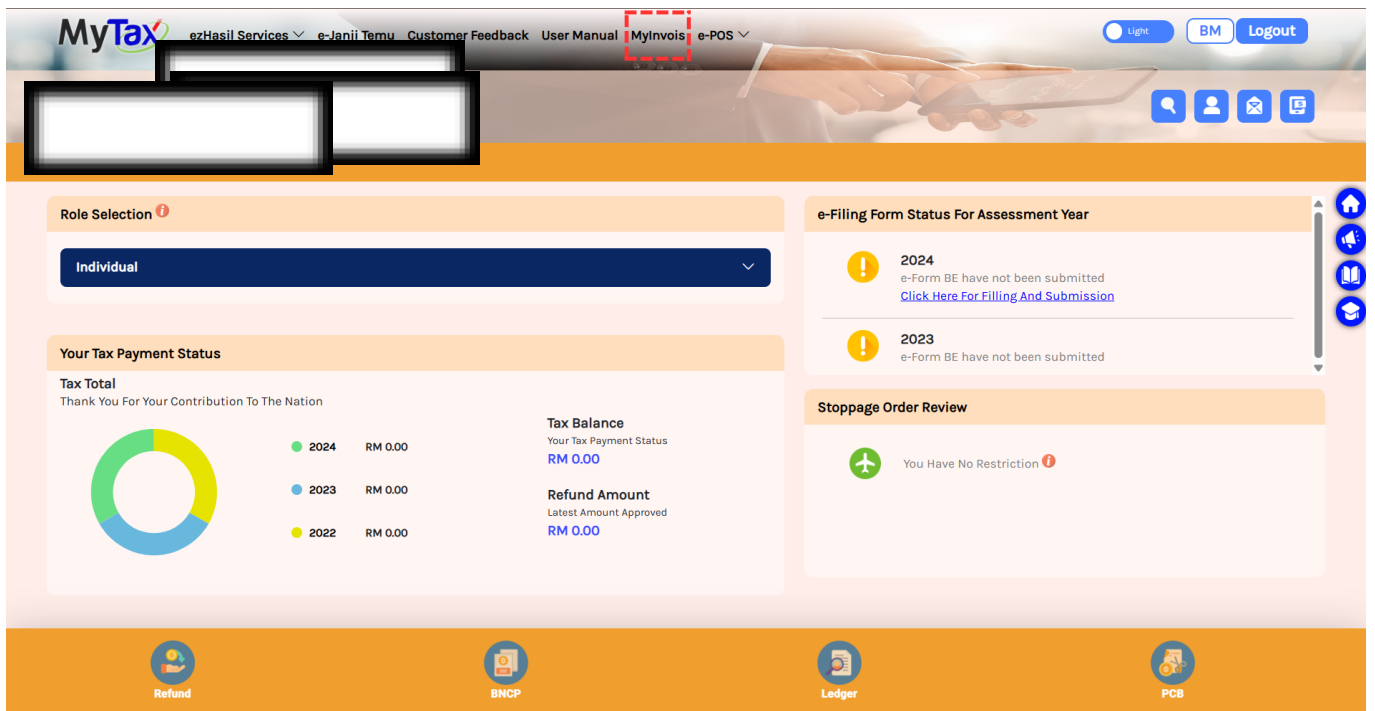 MyTax ezHasil Services e-Janji Temu Customer Feedback User Manual MyInvois e-POS Light BM Logout
Role Selection
Individual
e-Filing Form Status For Assessment Year
2024
e-Form BE have not been submitted
Click Here For Filling And Submission
2023
e-Form BE have not been submitted
Your Tax Payment Status
Tax Total
Thank You For Your Contribution To The Nation
2024 RM 0.00
2023 RM 0.00
2022 RM 0.00
Tax Balance
Your Tax Payment Status
RM 0.00
Refund Amount
Latest Amount Approved
RM 0.00
Stoppage Order Review
You Have No Restriction
Refund BNCP Ledger PCB